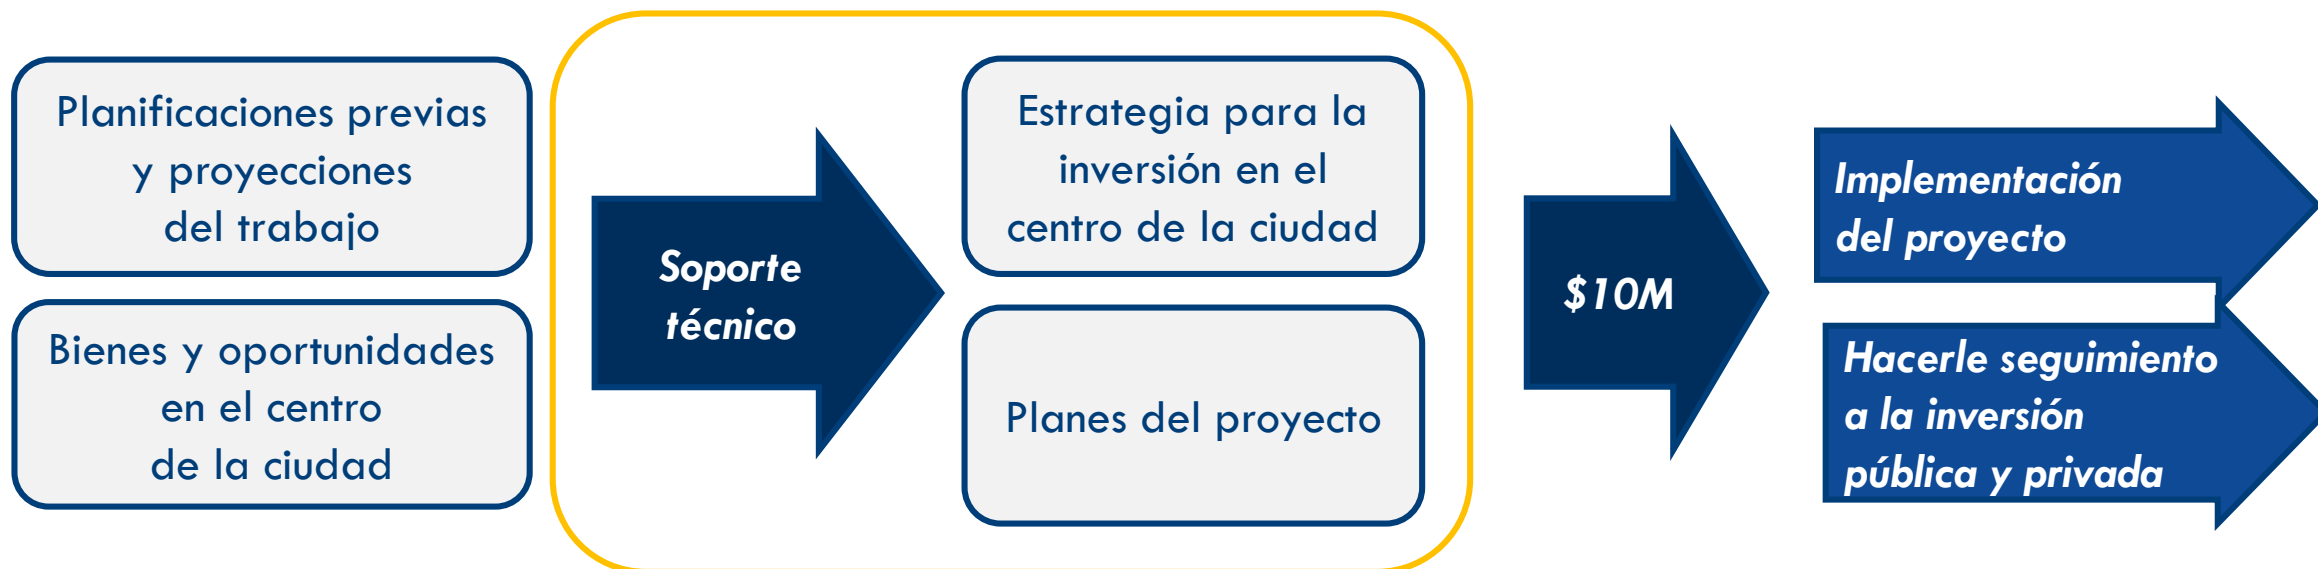 Planificaciones previas
y proyecciones
del trabajo
Bienes y oportunidades
en el centro
de la ciudad
Soporte
técnico
Estrategia para la
inversión en el
centro de la ciudad
Planes del proyecto
$10M
Implementación
del proyecto
Hacerle seguimiento
a la inversión
pública y privada